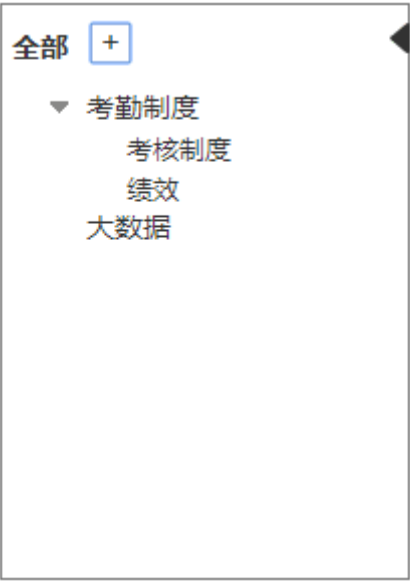 全部 +
考勤制度
考核制度
绩效
大数据